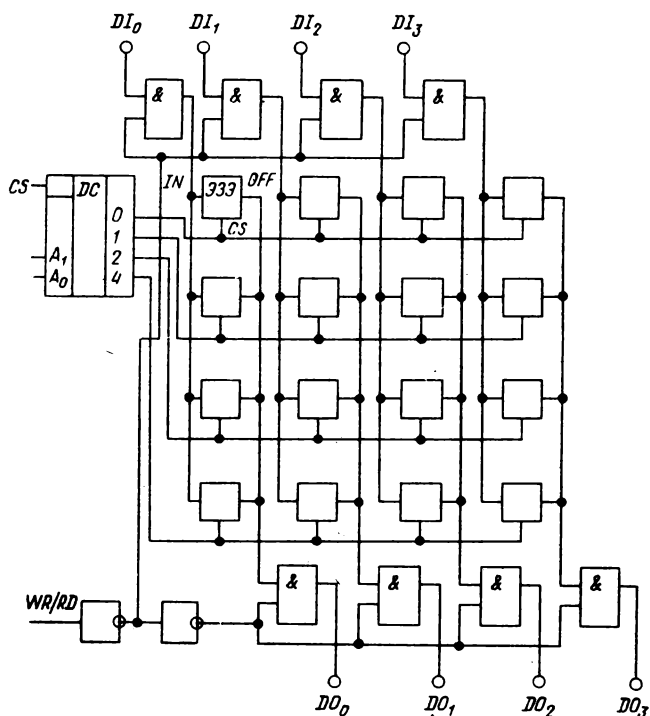 DI0 DI1 DI2 DI3
& & & &
CS DC IN ЭЗЭ OFF
0 CS
1
A1 2
A0 4
& & & &
WR/RD
DO0 DO1 DO2 DO3